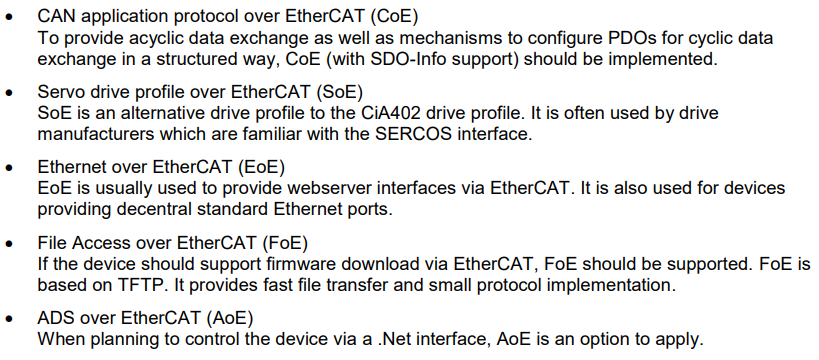 • CAN application protocol over EtherCAT (CoE)
To provide acyclic data exchange as well as mechanisms to configure PDOs for cyclic data
exchange in a structured way, CoE (with SDO-Info support) should be implemented.
• Servo drive profile over EtherCAT (SoE)
SoE is an alternative drive profile to the CiA402 drive profile. It is often used by drive
manufacturers which are familiar with the SERCOS interface.
• Ethernet over EtherCAT (EoE)
EoE is usually used to provide webserver interfaces via EtherCAT. It is also used for devices
providing decentral standard Ethernet ports.
• File Access over EtherCAT (FoE)
If the device should support firmware download via EtherCAT, FoE should be supported. FoE is
based on TFTP. It provides fast file transfer and small protocol implementation.
• ADS over EtherCAT (AoE)
When planning to control the device via a .Net interface, AoE is an option to apply.